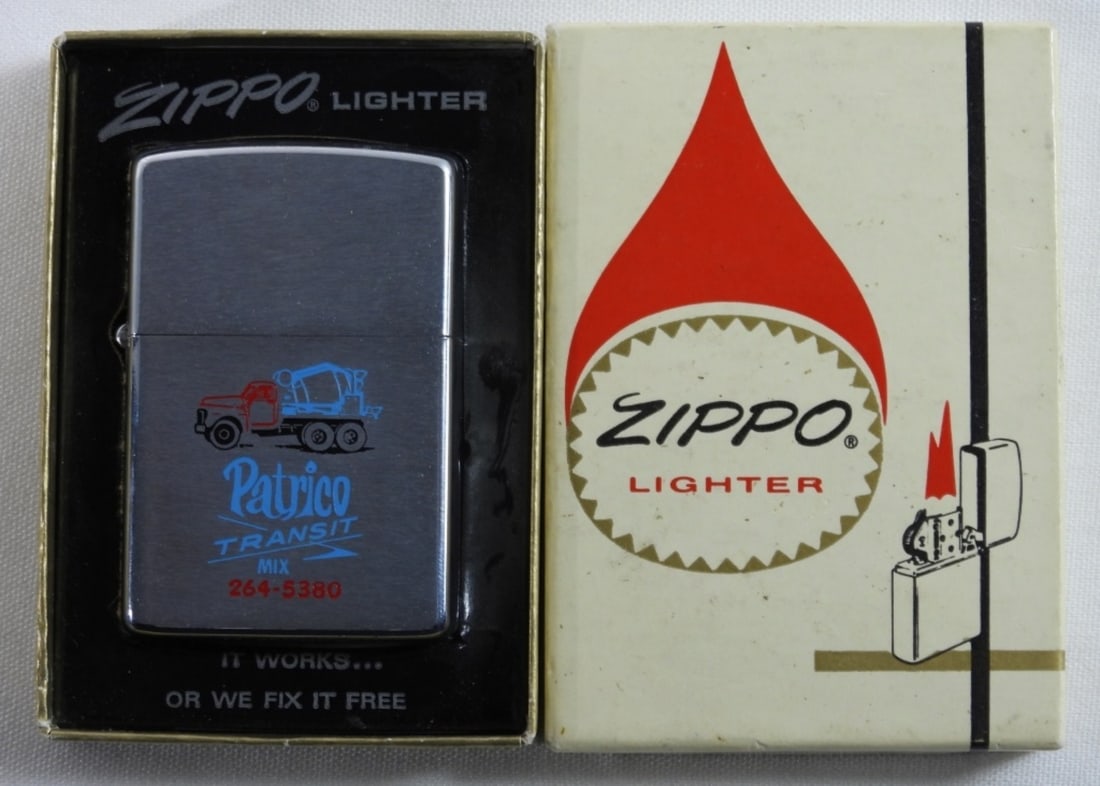 ZIPPO® LIGHTER
Patrico
TRANSIT
MIX
264-5380
IT WORKS...
OR WE FIX IT FREE
ZIPPO®
LIGHTER